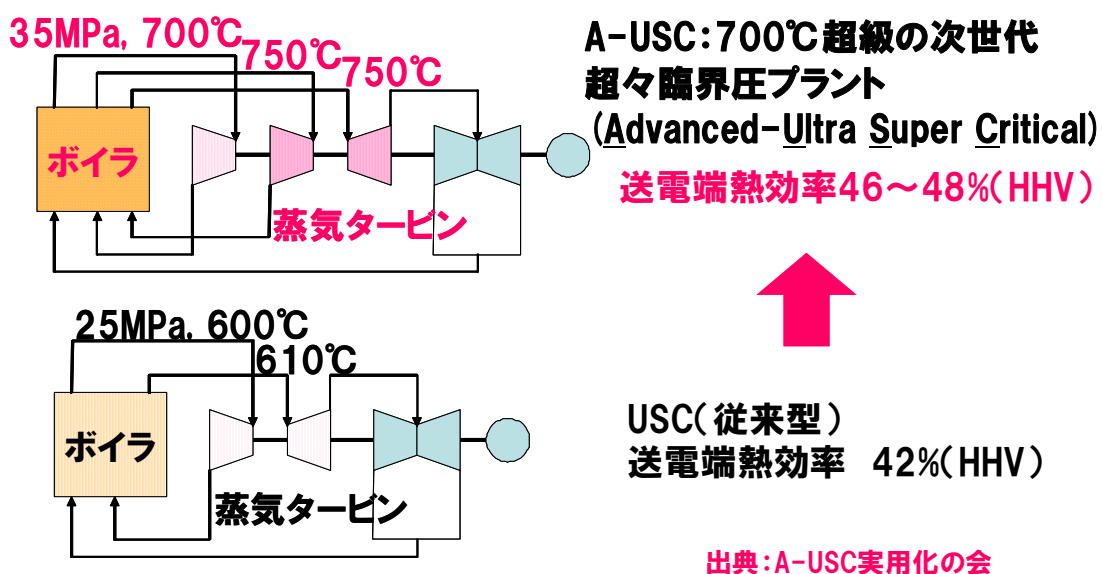 35MPa, 700℃
750℃
750℃
ボイラ
蒸気タービン
A-USC:700℃超級の次世代
超々臨界圧プラント
(Advanced-Ultra Super Critical)
送電端熱効率46～48%(HHV)
25MPa, 600℃
610℃
ボイラ
蒸気タービン
USC(従来型)
送電端熱効率 42%(HHV)
出典:A-USC実用化の会